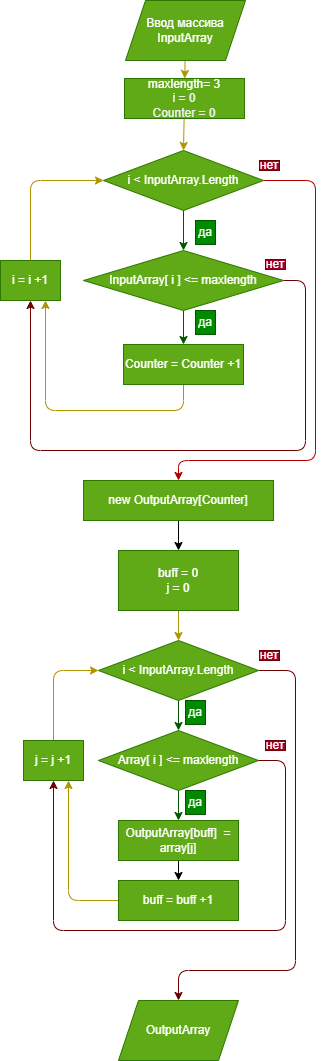 Ввод массива
InputArray
maxlength= 3
i = 0
Counter = 0
i < InputArray.Length
нет
да
i = i +1
InputArray[ i ] <= maxlength
нет
да
Counter = Counter +1
new OutputArray[Counter]
buff = 0
j = 0
i < InputArray.Length
нет
да
j = j +1
Array[ i ] <= maxlength
нет
да
OutputArray[buff]  =
array[j]
buff = buff +1
OutputArray